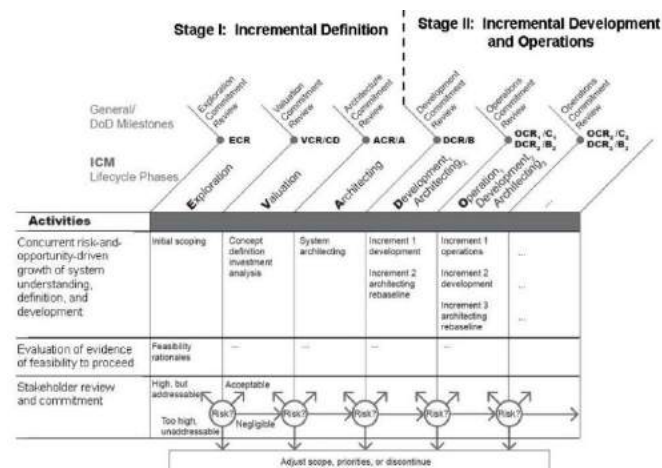 Stage I: Incremental Definition
Stage II: Incremental Development
and Operations
General/
DoD Milestones
Exploration
Commitment
Review
Valuation
Commitment
Review
Architecture
Commitment
Review
Development
Commitment
Review
Operations
Commitment
Review
Operations
Commitment
Review
ECR
VCR/CD
ACR/A
DCR/B
OCR₁/C₁
DCR₂/B₂
OCR₂/C₂
DCR₃/B₃
ICM
Lifecycle Phases
Exploration
Valuation
Architecting
Development₁
Architecting₂
Operation₁
Development₂
Architecting₃
...
Activities
Concurrent risk-and-
opportunity-driven
growth of system
understanding,
definition, and
development
Initial scoping
Concept
definition
investment
analysis
System
architecting
Increment 1
development
Increment 2
architecting
rebaseline
Increment 1
operations
Increment 2
development
Increment 3
architecting
rebaseline
...
...
...
Evaluation of evidence
of feasibility to proceed
Feasibility
rationales
...
...
...
...
...
Stakeholder review
and commitment
High, but
addressable
Acceptable
Too high,
unaddressable
Negligible
Risk?
Risk?
Risk?
Risk?
Risk?
Adjust scope, priorities, or discontinue